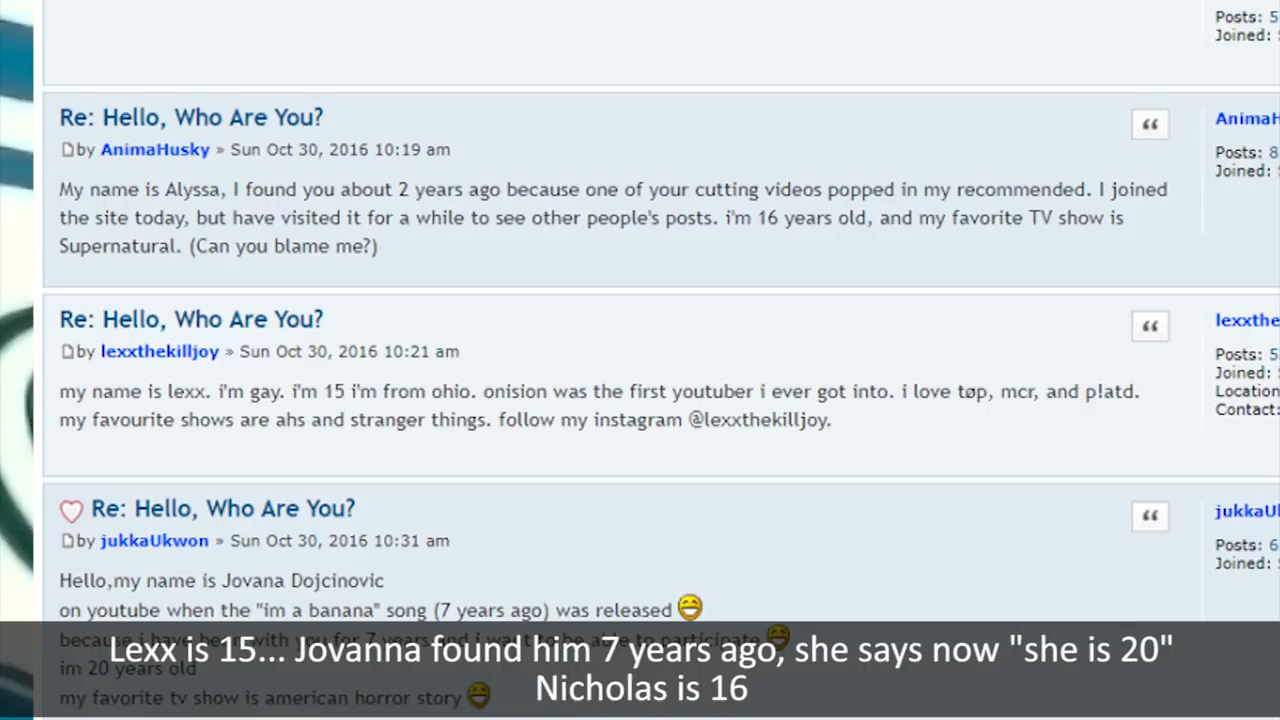 Posts: 5
Joined:
Re: Hello, Who Are You?
by AnimaHusky » Sun Oct 30, 2016 10:19 am
My name is Alyssa, I found you about 2 years ago because one of your cutting videos popped in my recommended. I joined
the site today, but have visited it for a while to see other people's posts. i'm 16 years old, and my favorite TV show is
Supernatural. (Can you blame me?)
AnimaH
Posts: 8
Joined:
Re: Hello, Who Are You?
by lexxthekilljoy » Sun Oct 30, 2016 10:21 am
my name is lexx. i'm gay. i'm 15 i'm from ohio. onision was the first youtuber i ever got into. i love tøp, mcr, and p!atd.
my favourite shows are ahs and stranger things. follow my instagram @lexxthekilljoy.
lexxthe
Posts: 5
Joined:
Location
Contact:
Re: Hello, Who Are You?
by jukkaUkwon » Sun Oct 30, 2016 10:31 am
Hello,my name is Jovana Dojcinovic
on youtube when the "im a banana" song (7 years ago) was released
because i have been with you for 7 years and i want to be able to participate
im 20 years old
my favorite tv show is american horror story
jukkaU
Posts: 6
Joined:
Lexx is 15... Jovanna found him 7 years ago, she says now "she is 20"
Nicholas is 16